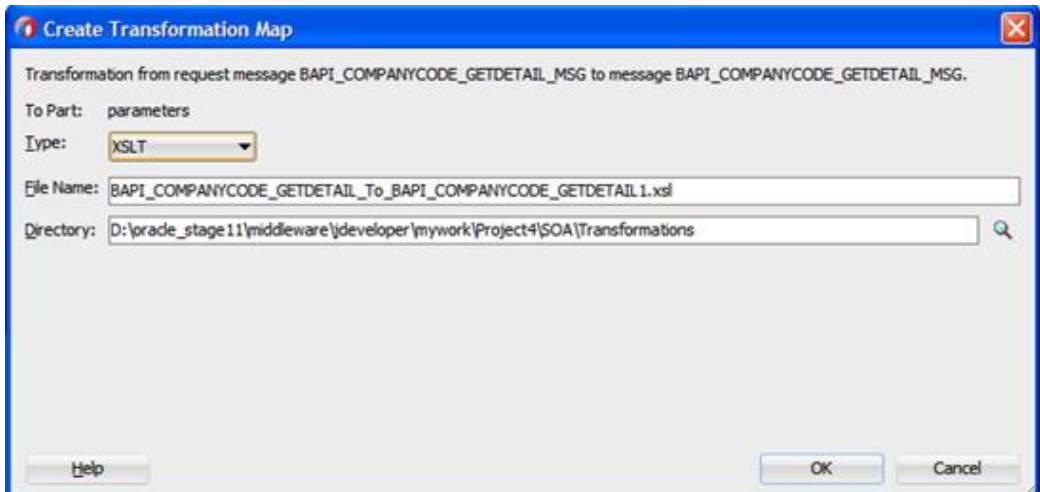 Create Transformation Map
Transformation from request message BAPI_COMPANYCODE_GETDETAIL_MSG to message BAPI_COMPANYCODE_GETDETAIL_MSG.
To Part: parameters
Type: XSLT
File Name: BAPI_COMPANYCODE_GETDETAIL_To_BAPI_COMPANYCODE_GETDETAIL1.xsl
Directory: D:\oracle_stage11\middleware\jdeveloper\mywork\Project4\SOA\Transformations
Help OK Cancel